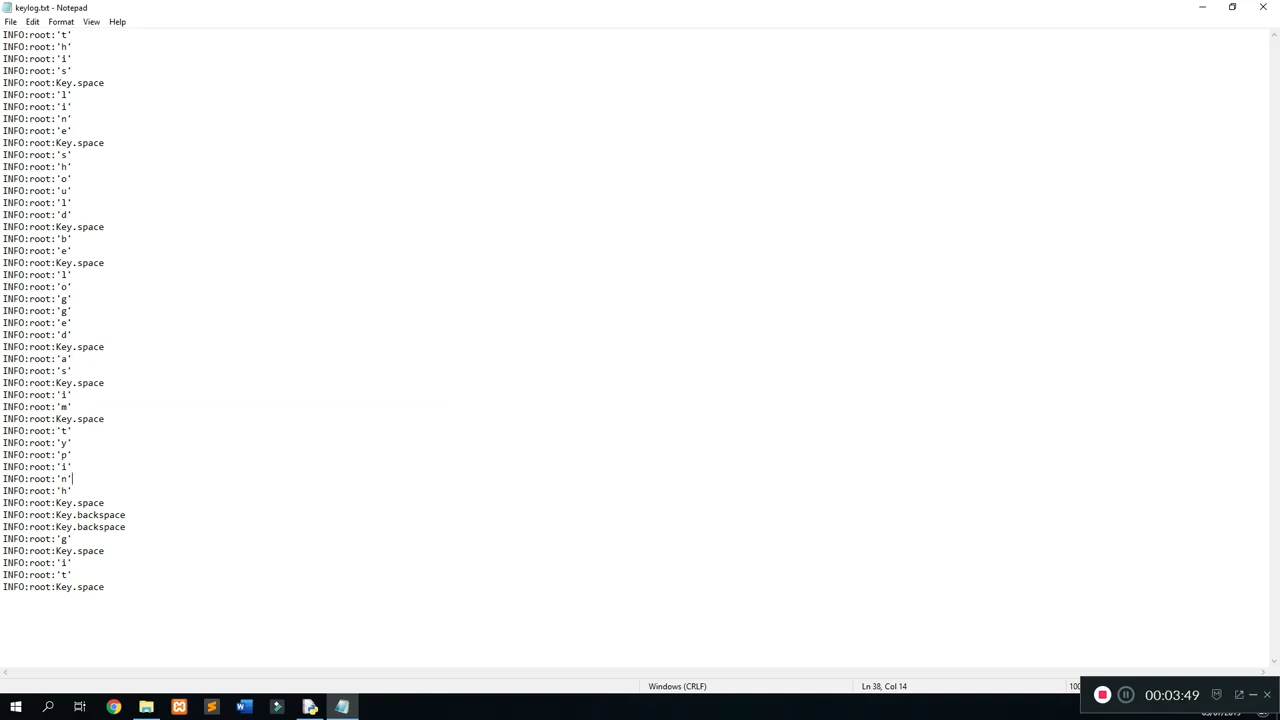 keylog.txt - Notepad
File Edit Format View Help
INFO:root:'t'
INFO:root:'h'
INFO:root:'i'
INFO:root:'s'
INFO:root:Key.space
INFO:root:'l'
INFO:root:'i'
INFO:root:'n'
INFO:root:'e'
INFO:root:Key.space
INFO:root:'s'
INFO:root:'h'
INFO:root:'o'
INFO:root:'u'
INFO:root:'l'
INFO:root:'d'
INFO:root:Key.space
INFO:root:'b'
INFO:root:'e'
INFO:root:Key.space
INFO:root:'l'
INFO:root:'o'
INFO:root:'g'
INFO:root:'g'
INFO:root:'e'
INFO:root:'d'
INFO:root:Key.space
INFO:root:'a'
INFO:root:'s'
INFO:root:Key.space
INFO:root:'i'
INFO:root:'m'
INFO:root:Key.space
INFO:root:'t'
INFO:root:'y'
INFO:root:'p'
INFO:root:'i'
INFO:root:'n'
INFO:root:'h'
INFO:root:Key.space
INFO:root:Key.backspace
INFO:root:Key.backspace
INFO:root:'g'
INFO:root:Key.space
INFO:root:'i'
INFO:root:'t'
INFO:root:Key.space
Windows (CRLF) Ln 38, Col 14
00:03:49